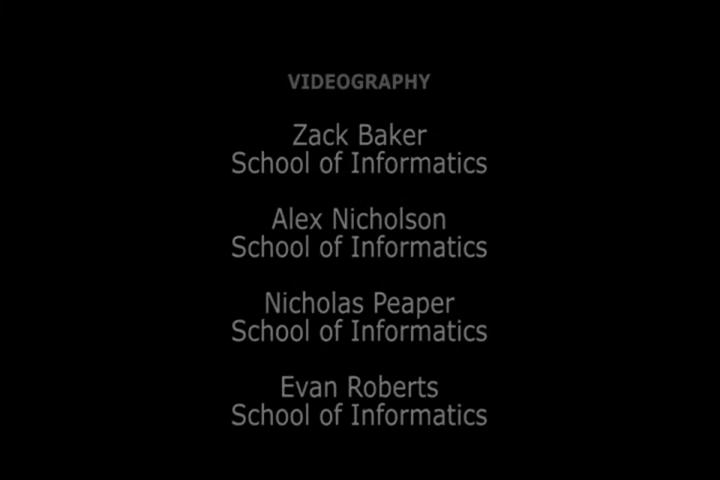 VIDEOGRAPHY
Zack Baker
School of Informatics
Alex Nicholson
School of Informatics
Nicholas Peaper
School of Informatics
Evan Roberts
School of Informatics